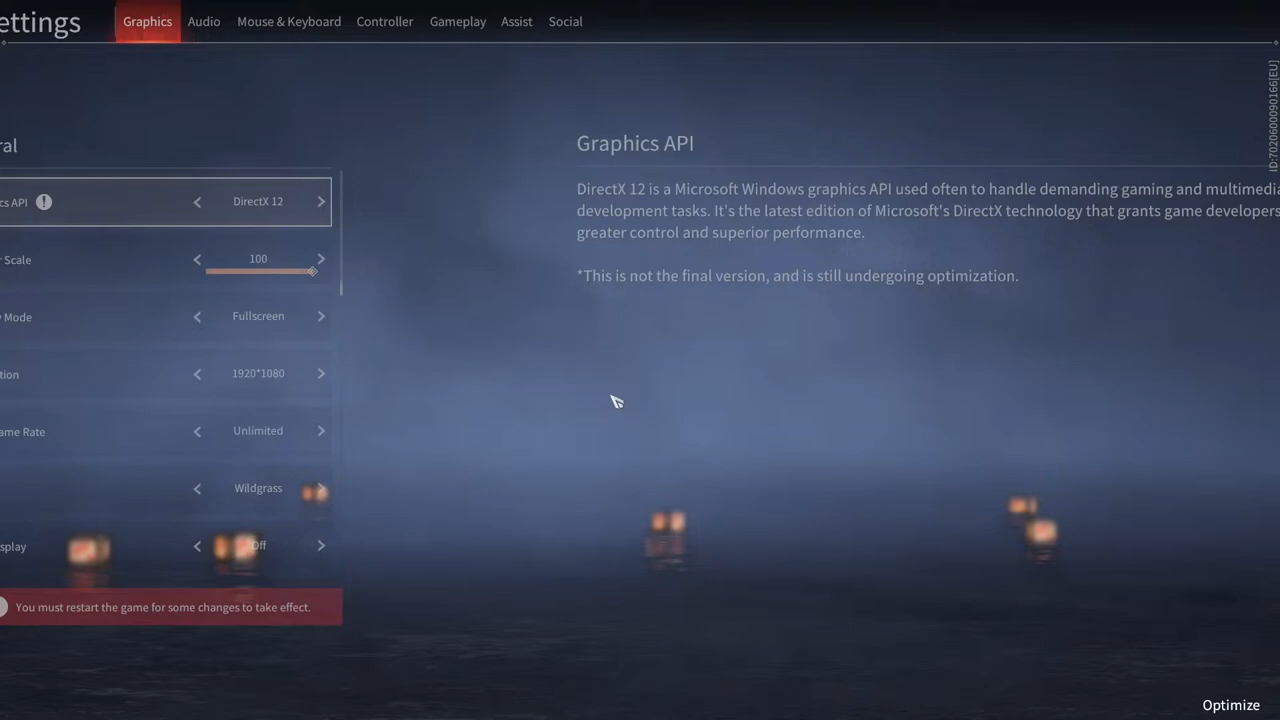 ettings
Graphics
Audio
Mouse & Keyboard
Controller
Gameplay
Assist
Social
ID:702060009016​6[EU]
ral
cs API
DirectX 12
r Scale
100
y Mode
Fullscreen
tion
1920*1080
ame Rate
Unlimited
Wildgrass
splay
Off
You must restart the game for some changes to take effect.
Graphics API
DirectX 12 is a Microsoft Windows graphics API used often to handle demanding gaming and multimedia
development tasks. It's the latest edition of Microsoft's DirectX technology that grants game developers
greater control and superior performance.
*This is not the final version, and is still undergoing optimization.
Optimize